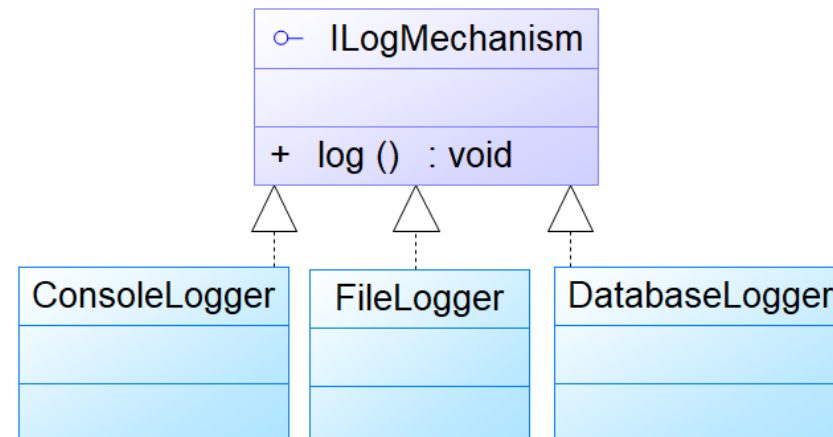 ILogMechanism
+ log () : void
ConsoleLogger
FileLogger
DatabaseLogger